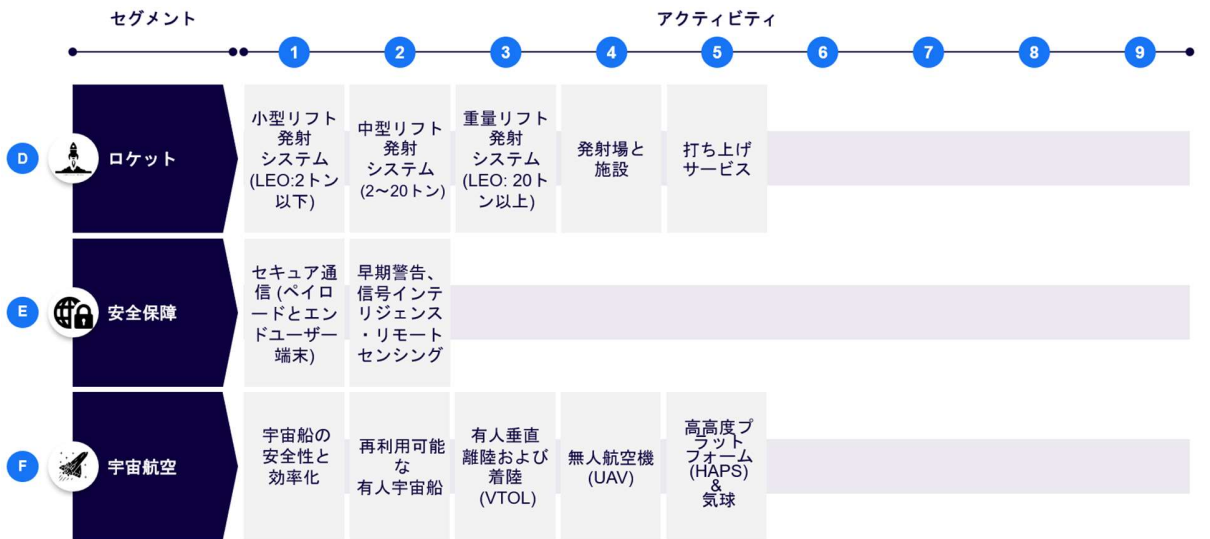 セグメント
アクティビティ
1
2
3
4
5
6
7
8
9
D
ロケット
小型リフト
発射
システム
(LEO:2トン
以下)
中型リフト
発射
システム
(2〜20トン)
重量リフト
発射
システム
(LEO: 20ト
ン以上)
発射場と
施設
打ち上げ
サービス
E
安全保障
セキュア通
信 (ペイロ
ードとエン
ドユーザー
端末)
早期警告、
信号インテ
リジェンス
・リモート
センシング
F
宇宙航空
宇宙船の
安全性と
効率化
再利用可能
な
有人宇宙船
有人垂直
離陸および
着陸
(VTOL)
無人航空機
(UAV)
高高度プ
ラット
フォーム
(HAPS)
&
気球